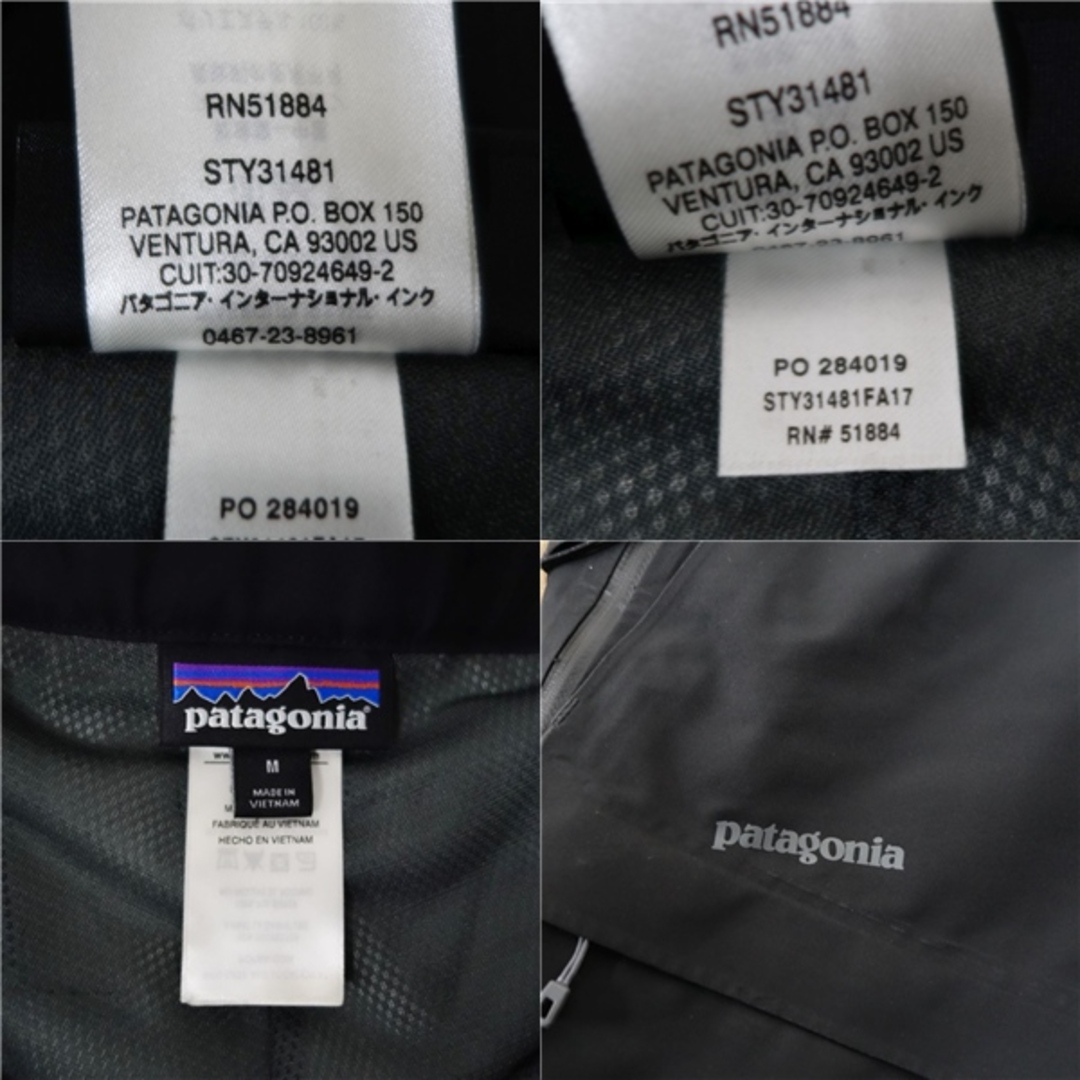 RN51884
STY31481
PATAGONIA P.O. BOX 150
VENTURA, CA 93002 US
CUIT:30-70924649-2
パタゴニア・インターナショナル・インク
0467-23-8961
PO 284019
RN51884
STY31481
PATAGONIA P.O. BOX 150
VENTURA, CA 93002 US
CUIT:30-70924649-2
パタゴニア・インターナショナル・インク
0467-23-8961
PO 284019
STY31481FA17
RN# 51884
patagonia®
M
MADE IN
VIETNAM
FABRIQUÉ AU VIETNAM
HECHO EN VIETNAM
patagonia